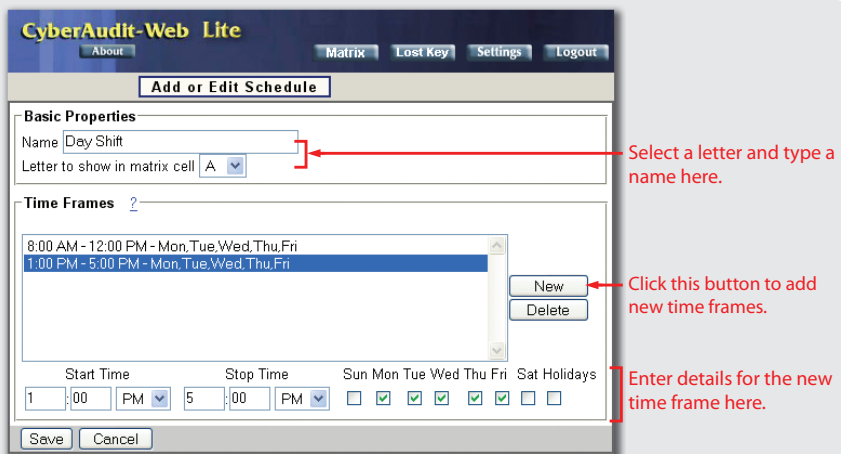 CyberAudit-Web Lite
About
Matrix Lost Key Settings Logout
Add or Edit Schedule
Basic Properties
Name Day Shift
Letter to show in matrix cell A
Select a letter and type a
name here.
Time Frames ?
8:00 AM - 12:00 PM - Mon,Tue,Wed,Thu,Fri
1:00 PM - 5:00 PM - Mon,Tue,Wed,Thu,Fri
New
Delete
Click this button to add
new time frames.
Start Time Stop Time Sun Mon Tue Wed Thu Fri Sat Holidays
1 :00 PM 5 :00 PM
Enter details for the new
time frame here.
Save Cancel